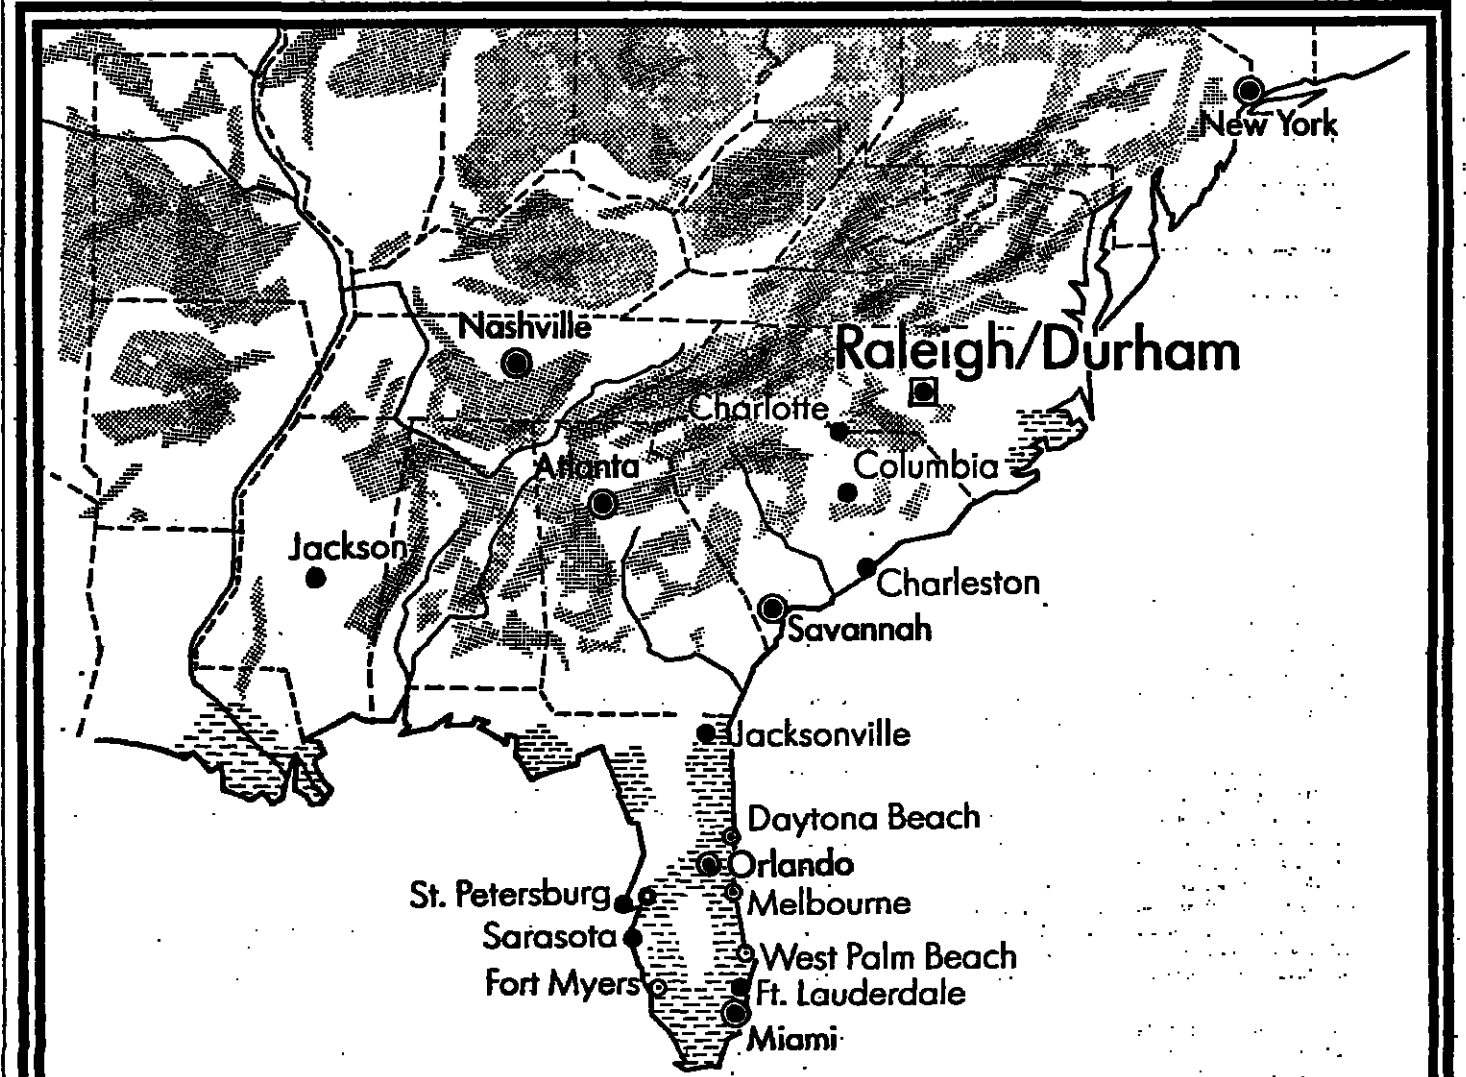 New York
Nashville
Raleigh/Durham
Charlotte
Atlanta
Columbia
Jackson
Charleston
Savannah
Jacksonville
Daytona Beach
Orlando
St. Petersburg
Melbourne
Sarasota
West Palm Beach
Fort Myers
Ft. Lauderdale
Miami